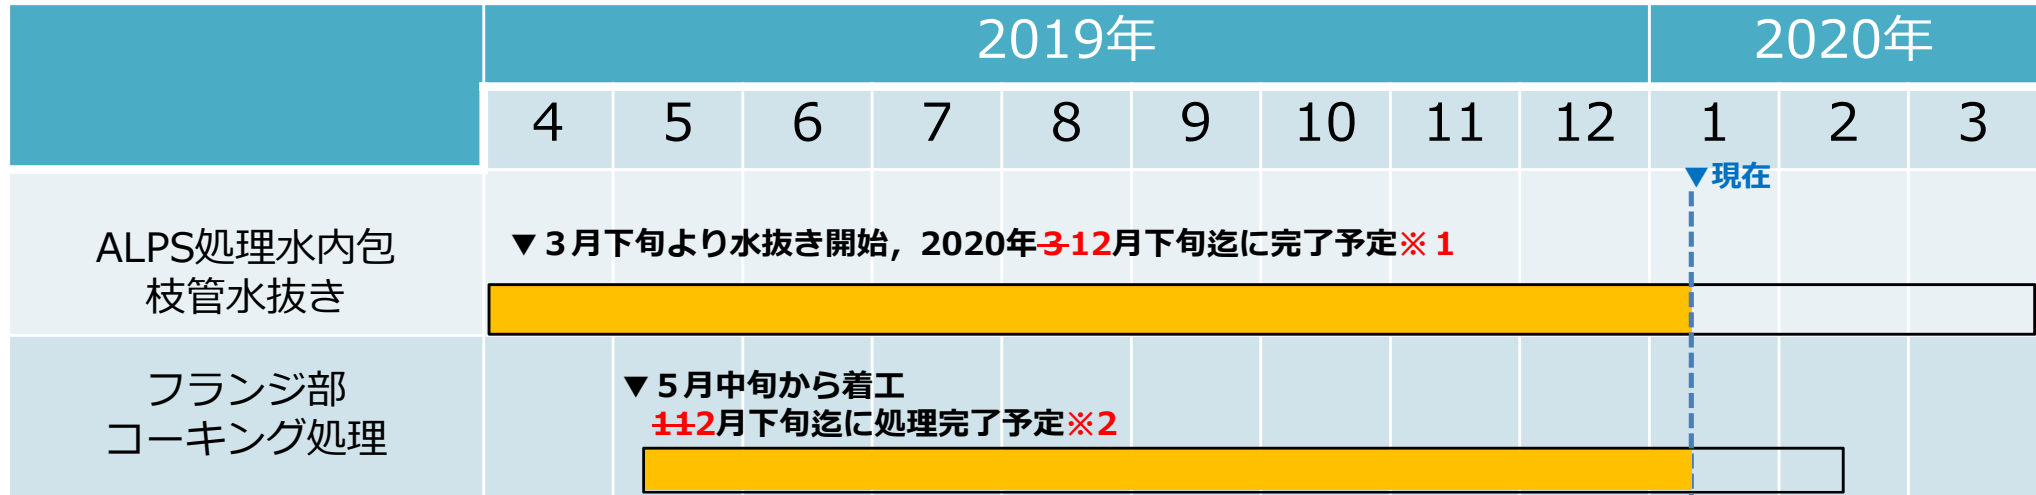 2019年 2020年
4 5 6 7 8 9 10 11 12 1 2 3
▼現在
ALPS処理水内包
枝管水抜き
▼３月下旬より水抜き開始，2020年312月下旬迄に完了予定※１
フランジ部
コーキング処理
▼５月中旬から着工
112月下旬迄に処理完了予定※2